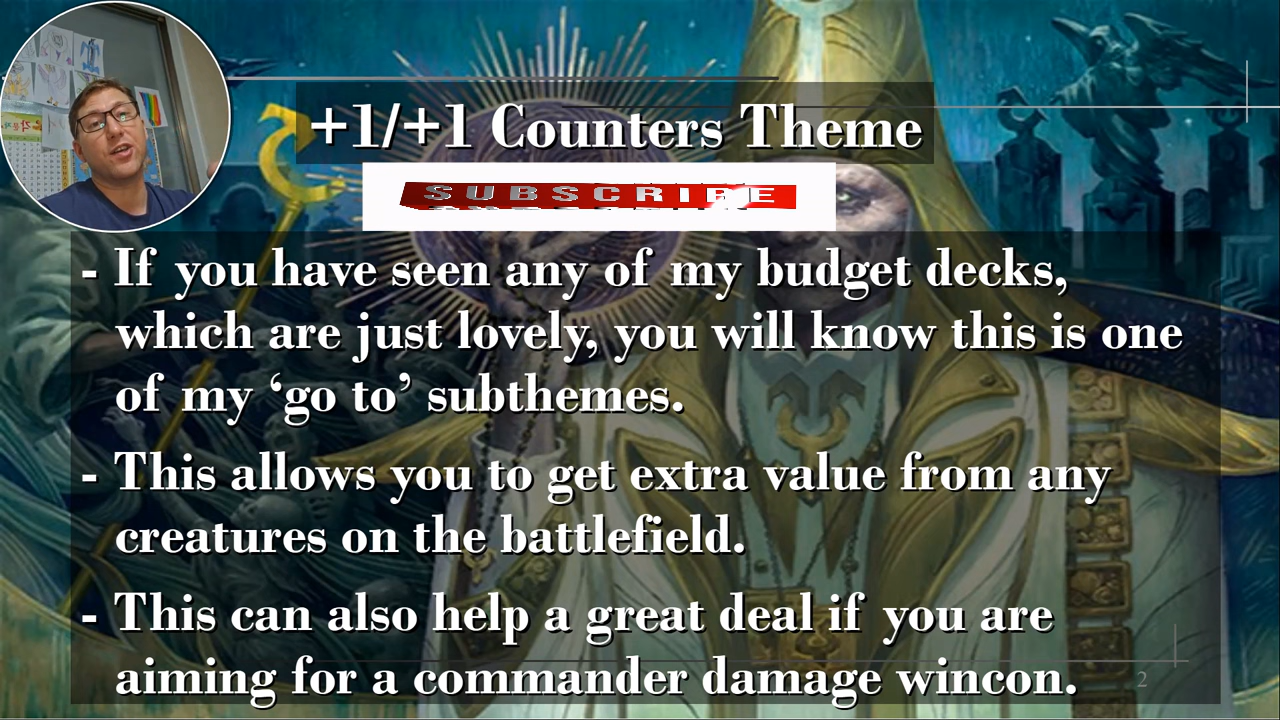 +1/+1 Counters Theme
SUBSCRIBE
- If you have seen any of my budget decks,
which are just lovely, you will know this is one
of my ‘go to’ subthemes.
- This allows you to get extra value from any
creatures on the battlefield.
- This can also help a great deal if you are
aiming for a commander damage wincon.
2